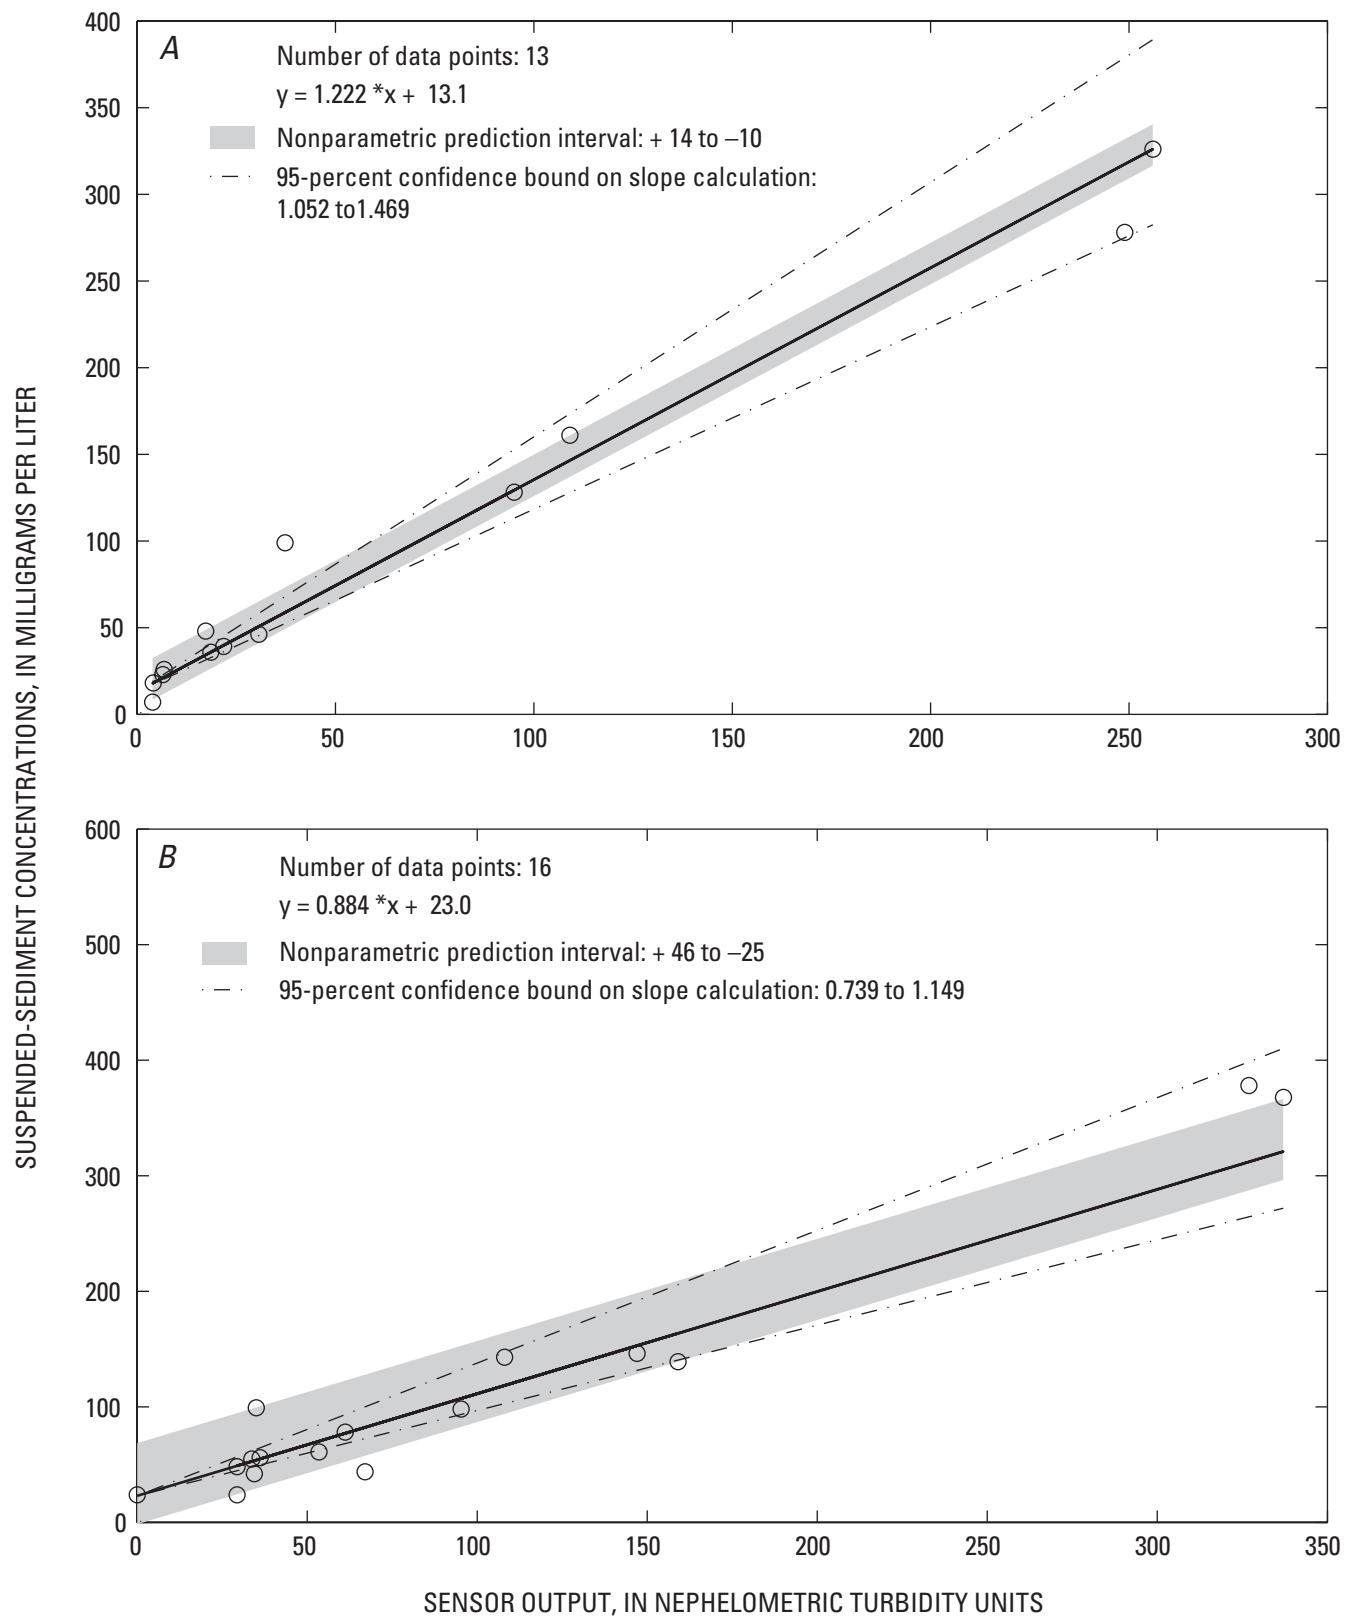 SUSPENDED-SEDIMENT CONCENTRATIONS, IN MILLIGRAMS PER LITER
A
Number of data points: 13
y = 1.222 *x + 13.1
Nonparametric prediction interval: + 14 to –10
95-percent confidence bound on slope calculation:
1.052 to1.469
400
350
300
250
200
150
100
50
0
0 50 100 150 200 250 300
B
Number of data points: 16
y = 0.884 *x + 23.0
Nonparametric prediction interval: + 46 to –25
95-percent confidence bound on slope calculation: 0.739 to 1.149
600
500
400
300
200
100
0
0 50 100 150 200 250 300 350
SENSOR OUTPUT, IN NEPHELOMETRIC TURBIDITY UNITS